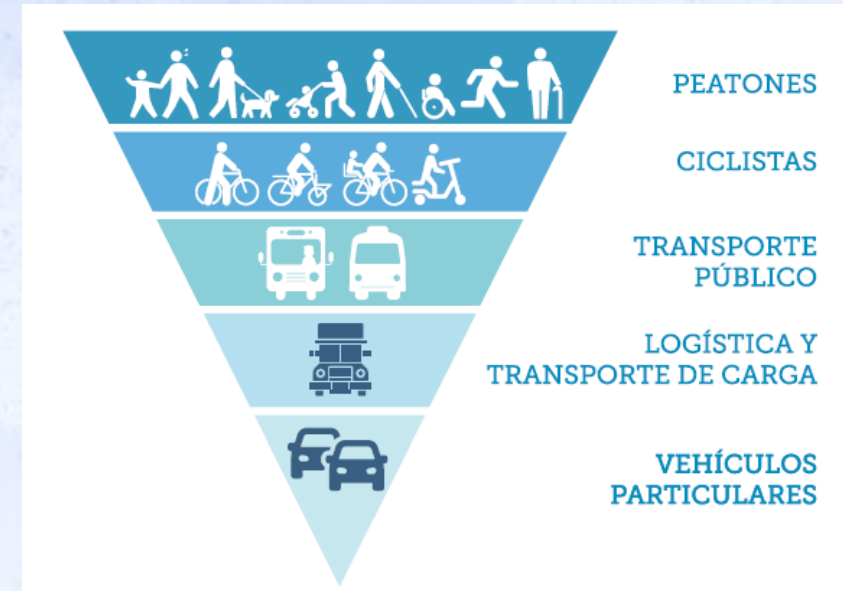 PEATONES
CICLISTAS
TRANSPORTE
PÚBLICO
LOGÍSTICA Y
TRANSPORTE DE CARGA
VEHÍCULOS
PARTICULARES